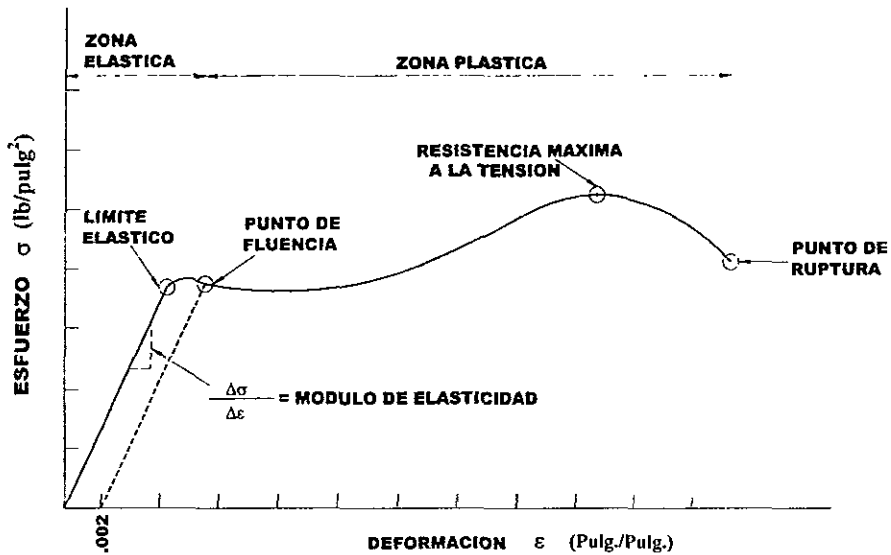 ZONA
ELASTICA
ZONA PLASTICA
RESISTENCIA MAXIMA
A LA TENSION
LIMITE
ELASTICO
PUNTO DE
FLUENCIA
PUNTO DE
RUPTURA
ESFUERZO σ (lb/pulg²)
Δσ
Δε
= MODULO DE ELASTICIDAD
.002
DEFORMACION ε (Pulg./Pulg.)